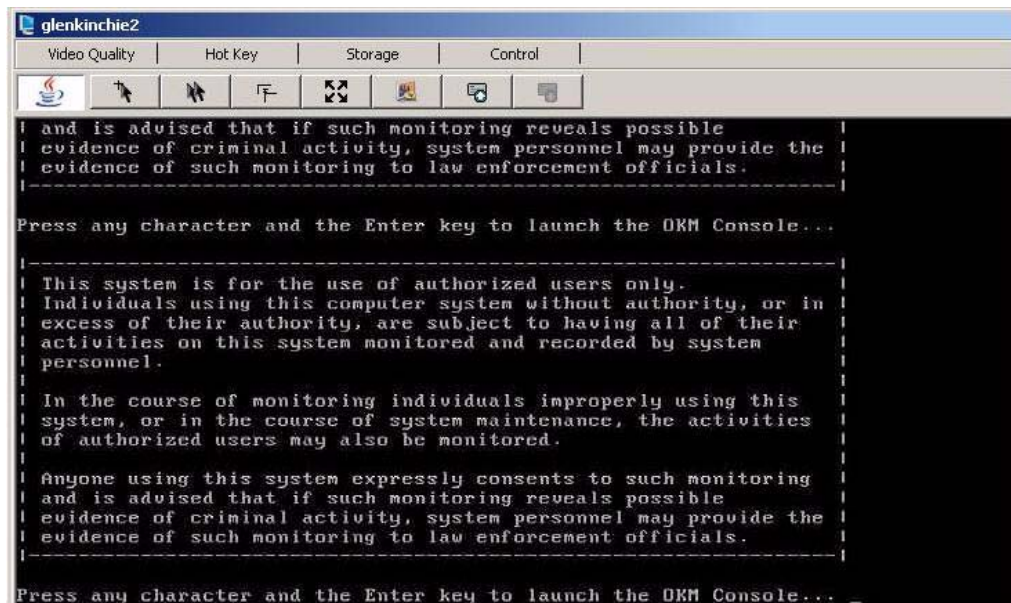 glenkinchie2
Video Quality | Hot Key | Storage | Control |
| and is advised that if such monitoring reveals possible |
| evidence of criminal activity, system personnel may provide the |
| evidence of such monitoring to law enforcement officials. |
|-----------------------------------------------------------------|
Press any character and the Enter key to launch the OKM Console...
|-----------------------------------------------------------------|
| This system is for the use of authorized users only. |
| Individuals using this computer system without authority, or in |
| excess of their authority, are subject to having all of their |
| activities on this system monitored and recorded by system |
| personnel. |
| |
| In the course of monitoring individuals improperly using this |
| system, or in the course of system maintenance, the activities |
| of authorized users may also be monitored. |
| |
| Anyone using this system expressly consents to such monitoring |
| and is advised that if such monitoring reveals possible |
| evidence of criminal activity, system personnel may provide the |
| evidence of such monitoring to law enforcement officials. |
|-----------------------------------------------------------------|
Press any character and the Enter key to launch the OKM Console... _